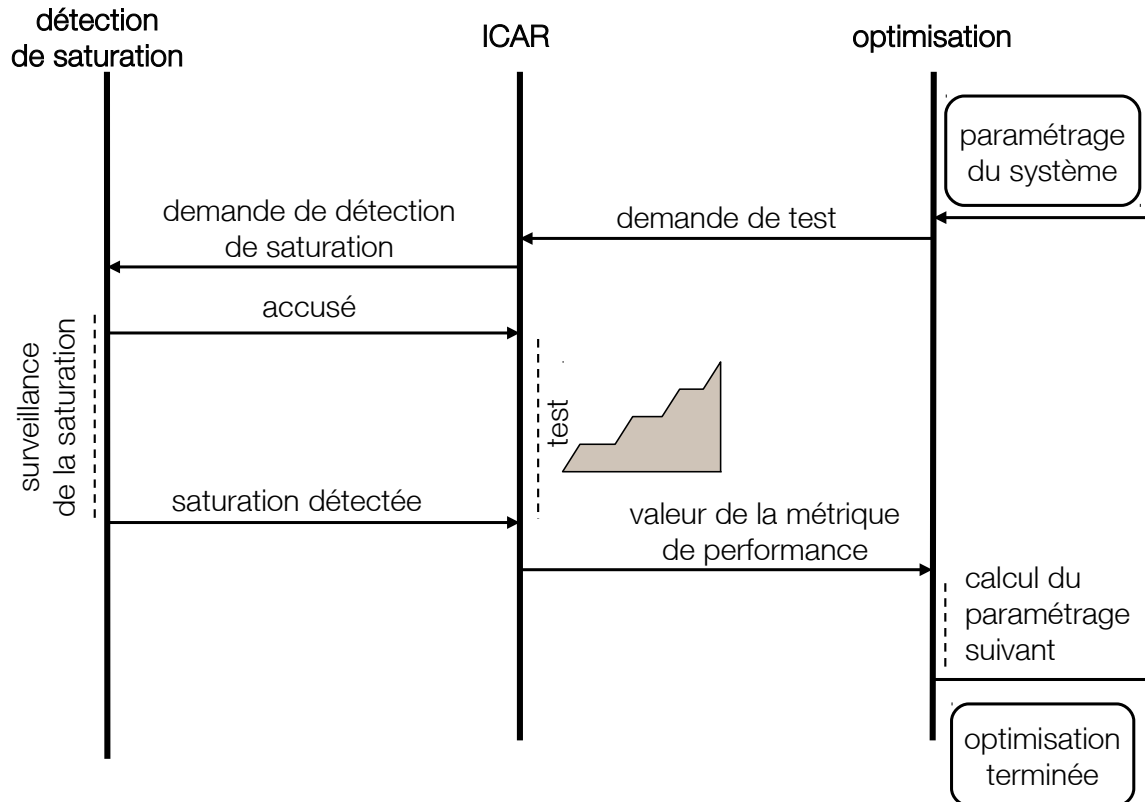 détection
de saturation
ICAR
optimisation
paramétrage
du système
demande de détection
de saturation
demande de test
accusé
surveillance
de la saturation
test
saturation détectée
valeur de la métrique
de performance
calcul du
paramétrage
suivant
optimisation
terminée